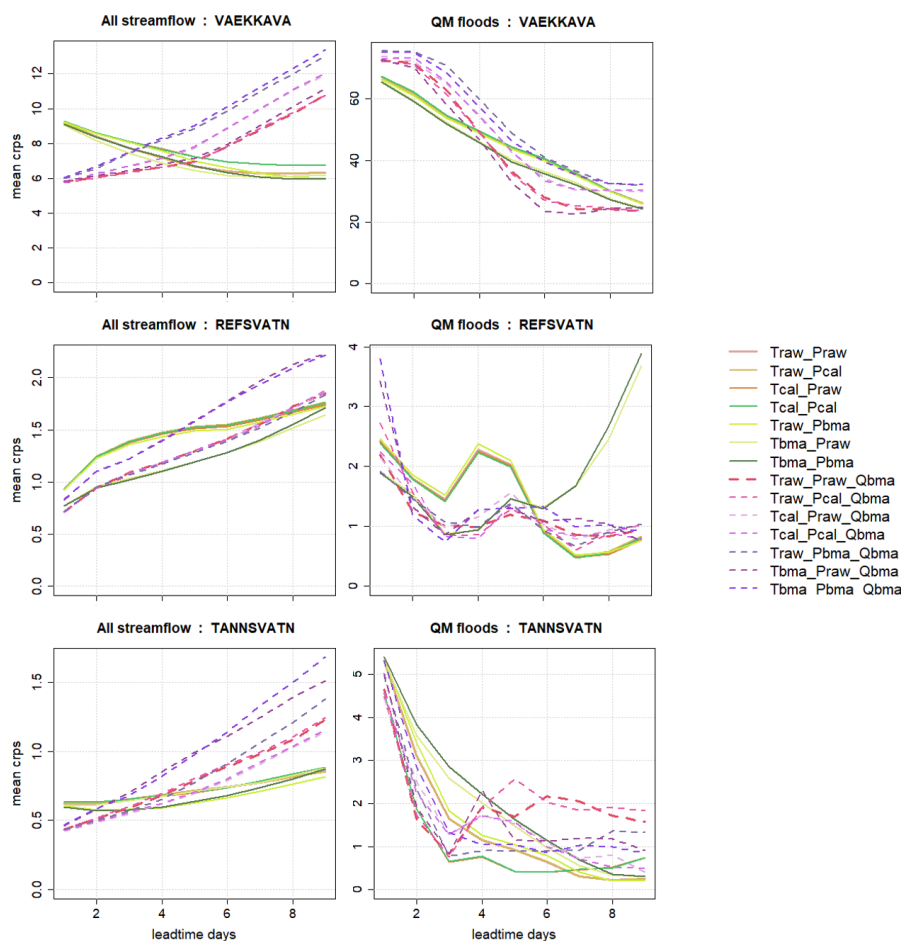 All streamflow : VAEKKAVA
QM floods : VAEKKAVA
mean crps
0
2
4
6
8
10
12
0
20
40
60
All streamflow : REFSVATN
QM floods : REFSVATN
mean crps
0.0
0.5
1.0
1.5
2.0
0
1
2
3
4
All streamflow : TANNSVATN
QM floods : TANNSVATN
mean crps
0.0
0.5
1.0
1.5
0
1
2
3
4
5
2 4 6 8
2 4 6 8
leadtime days
leadtime days
Traw_Praw
Traw_Pcal
Tcal_Praw
Tcal_Pcal
Traw_Pbma
Tbma_Praw
Tbma_Pbma
Traw_Praw_Qbma
Traw_Pcal_Qbma
Tcal_Praw_Qbma
Tcal_Pcal_Qbma
Traw_Pbma_Qbma
Tbma_Praw_Qbma
Tbma_Pbma_Qbma